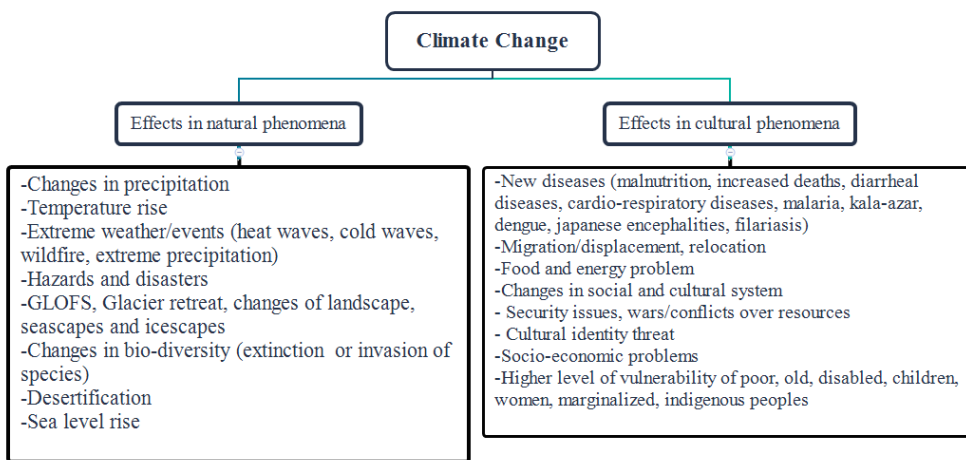 Climate Change
Effects in natural phenomena
-Changes in precipitation
-Temperature rise
-Extreme weather/events (heat waves, cold waves,
wildfire, extreme precipitation)
-Hazards and disasters
-GLOFS, Glacier retreat, changes of landscape,
seascapes and icescapes
-Changes in bio-diversity (extinction or invasion of
species)
-Desertification
-Sea level rise
Effects in cultural phenomena
-New diseases (malnutrition, increased deaths, diarrheal
diseases, cardio-respiratory diseases, malaria, kala-azar,
dengue, japanese encephalities, filariasis)
-Migration/displacement, relocation
-Food and energy problem
-Changes in social and cultural system
- Security issues, wars/conflicts over resources
- Cultural identity threat
-Socio-economic problems
-Higher level of vulnerability of poor, old, disabled, children,
women, marginalized, indigenous peoples